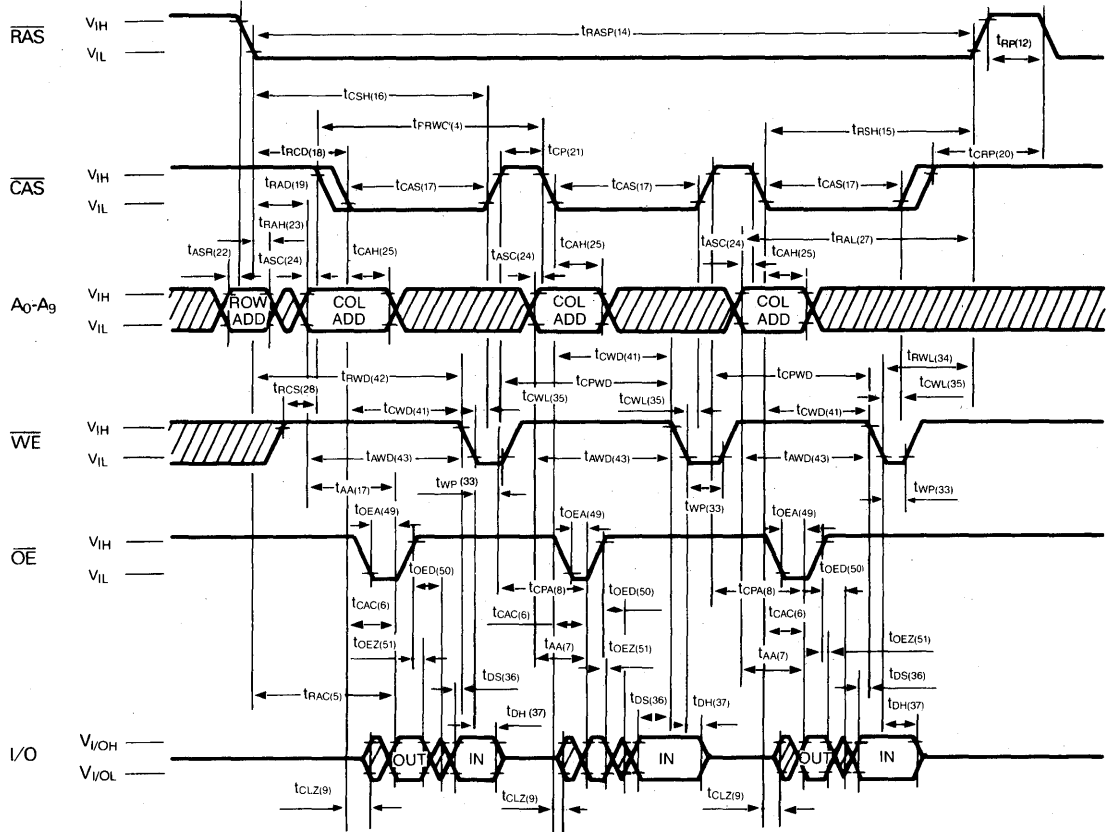 RAS VIH tRASP(14) tRP(12)
VIL
tCSH(16)
tPRWC(4) tRSH(15)
tRCD(18) tCP(21) tCRP(20)
CAS VIH tRAD(19) tCAS(17) tCAS(17) tCAS(17)
VIL
tRAH(23) tRAL(27)
tASR(22) tASC(24) tCAH(25) tASC(24) tCAH(25) tASC(24) tCAH(25)
A0-A9 VIH ROW ADD COL ADD COL ADD COL ADD
VIL
tCWD(41) tRWL(34)
tRWD(42) tCPWD tCPWD
tRCS(28) tCWD(41) tCWL(35) tCWL(35) tCWD(41) tCWL(35)
WE VIH
VIL tAWD(43) tAWD(43) tAWD(43)
tAA(17) tWP(33) tWP(33) tWP(33)
tOEA(49) tOEA(49) tOEA(49)
OE VIH
VIL tOED(50) tCPA(8) tOED(50) tCPA(8) tOED(50)
tCAC(6) tCAC(6) tCAC(6)
tOEZ(51) tAA(7) tOEZ(51) tAA(7) tOEZ(51)
tRAC(5) tDS(36) tDS(36) tDS(36)
tDH(37) tDH(37) tDH(37)
I/O VI/OH OUT IN IN OUT IN
VI/OL
tCLZ(9) tCLZ(9) tCLZ(9)